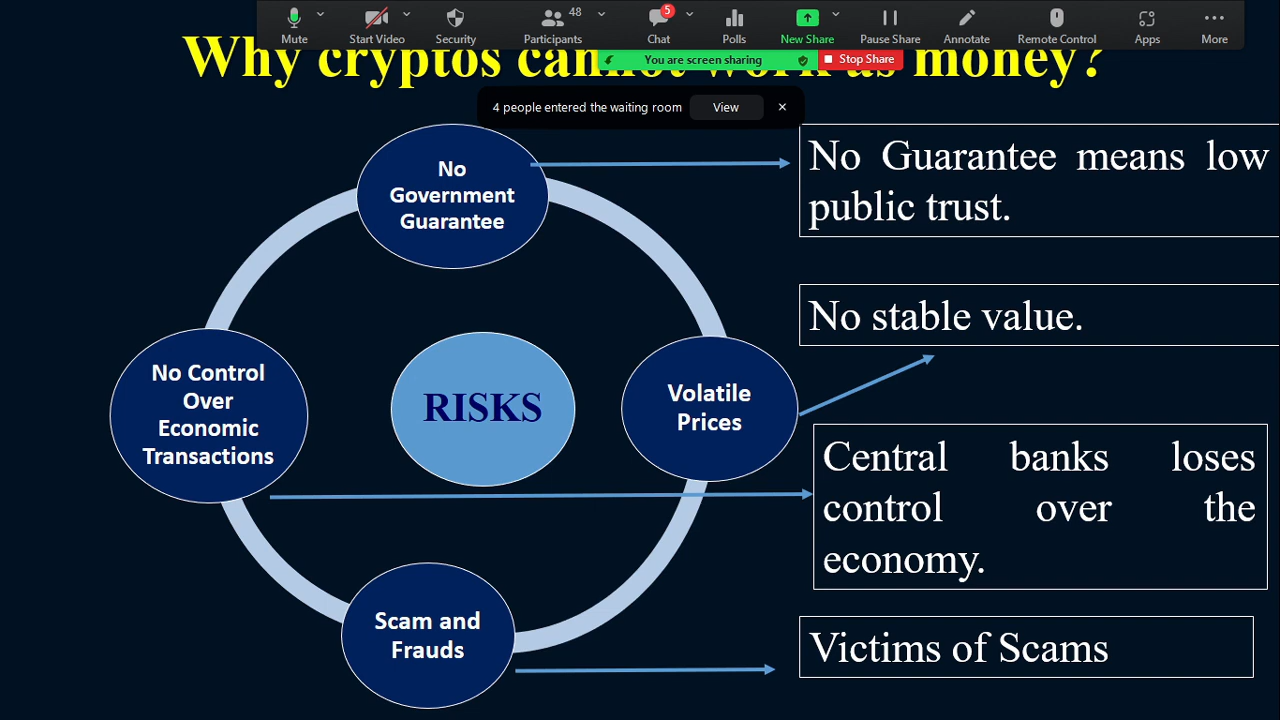 48
5
Mute
Start Video
Security
Participants
Chat
Polls
New Share
Pause Share
Annotate
Remote Control
Apps
More
Why cryptos cannot work as money?
You are screen sharing
Stop Share
4 people entered the waiting room
View
No
Government
Guarantee
No Guarantee means low
public trust.
No stable value.
No Control
Over
Economic
Transactions
RISKS
Volatile
Prices
Central banks loses
control over the
economy.
Scam and
Frauds
Victims of Scams